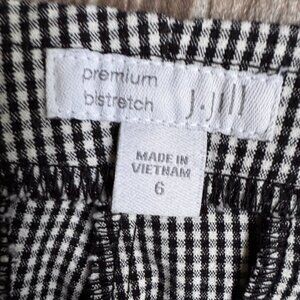 premium
bistretch
J.Jill
MADE IN
VIETNAM
6